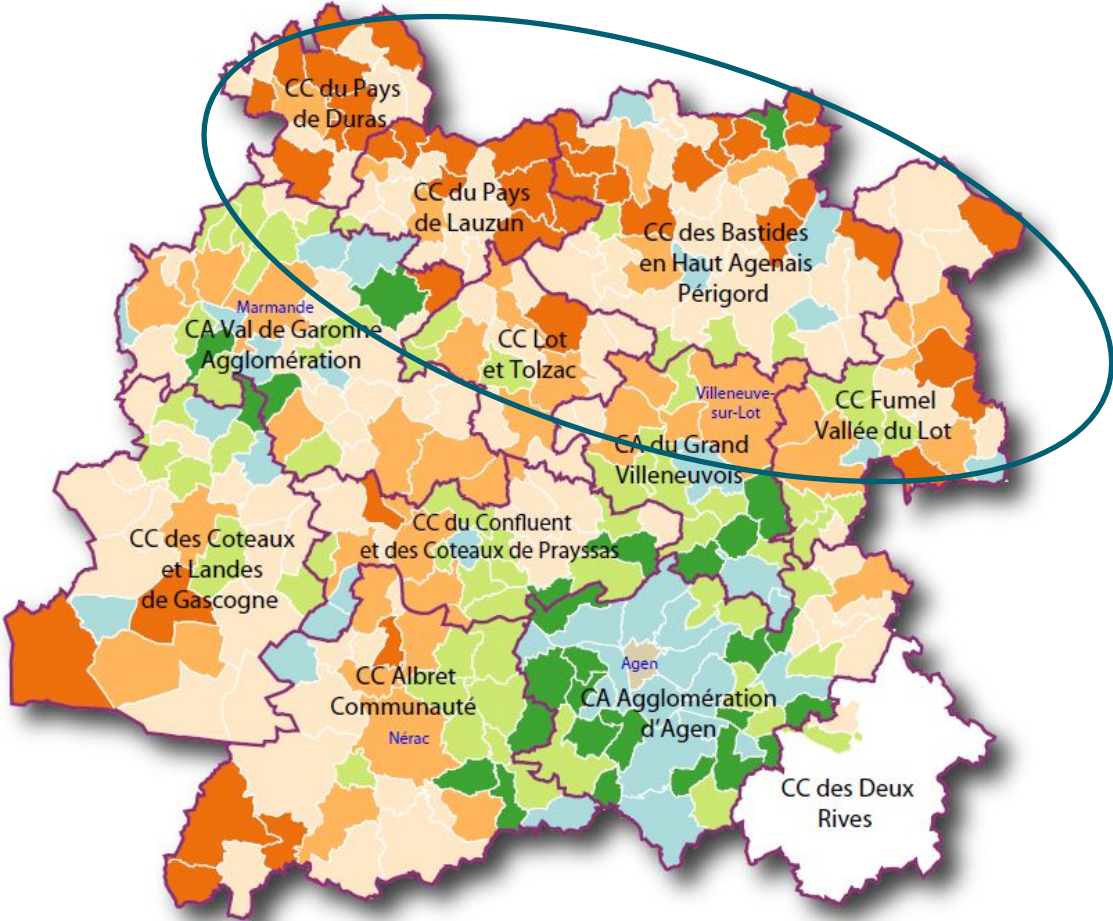 CC du Pays
de Duras
CC du Pays
de Lauzun
CC des Bastides
en Haut Agenais
Périgord
Marmande
CA Val de Garonne
Agglomération
CC Lot
et Tolzac
Villeneuve-
sur-Lot
CC Fumel
Vallée du Lot
CA du Grand
Villeneuvois
CC des Coteaux
et Landes
de Gascogne
CC du Confluent
et des Coteaux de Prayssas
Agen
CC Albret
Communauté
CA Agglomération
d'Agen
Nérac
CC des Deux
Rives